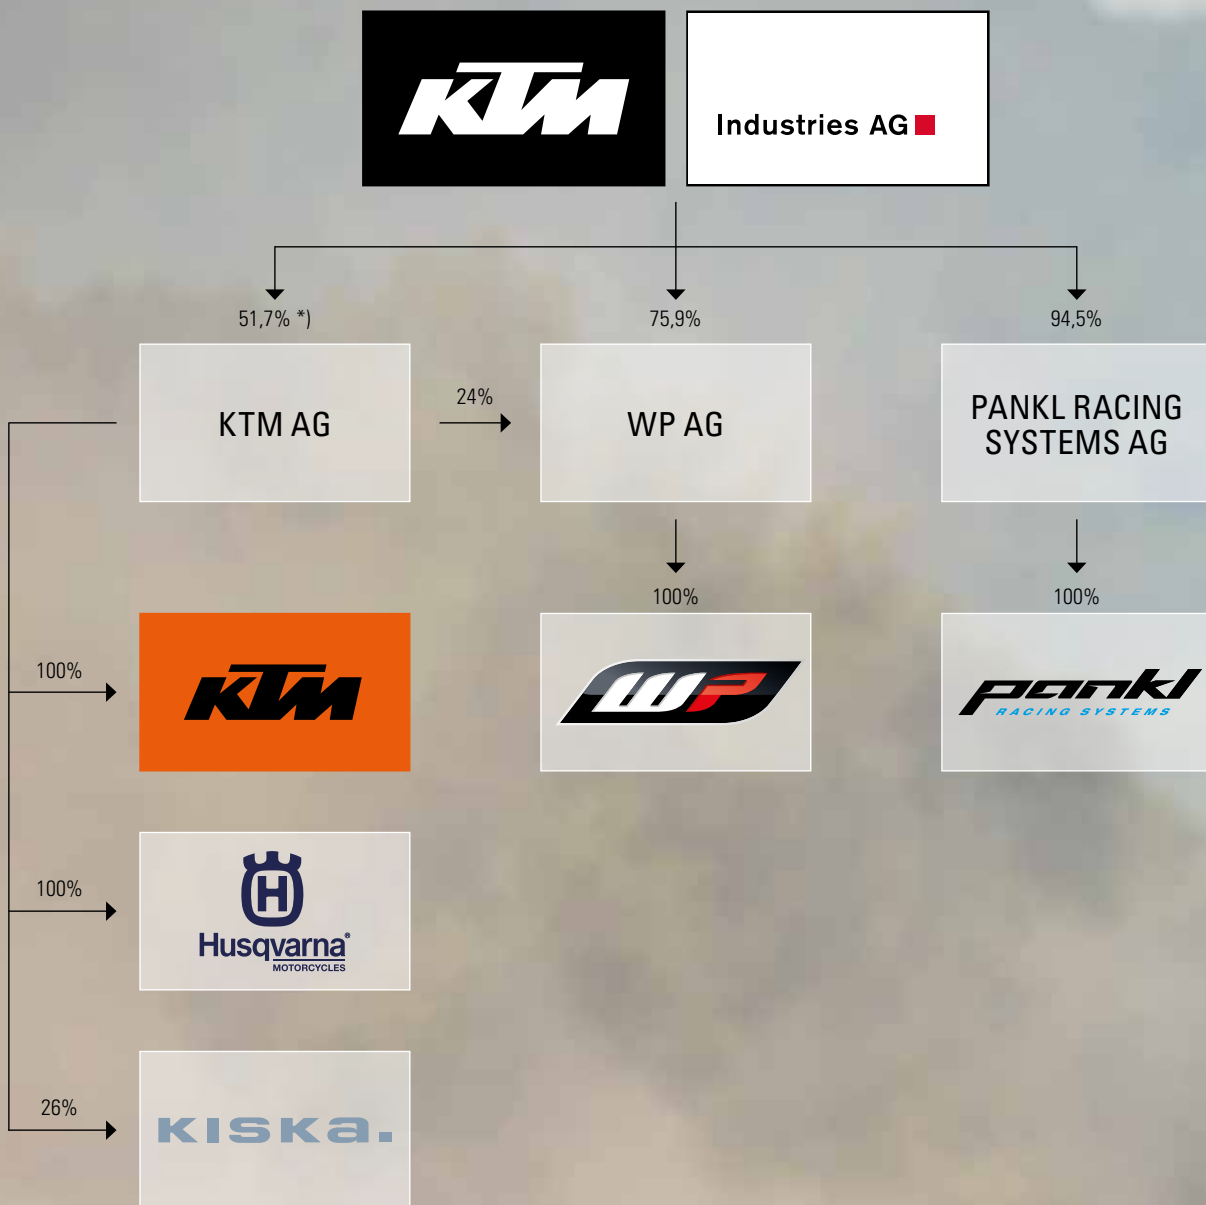 KTM
Industries AG
51,7% *)
75,9%
94,5%
KTM AG
24%
WP AG
PANKL RACING
SYSTEMS AG
100%
100%
100%
KTM
WP
pankl
RACING SYSTEMS
100%
H
Husqvarna®
MOTORCYCLES
26%
KISKa.